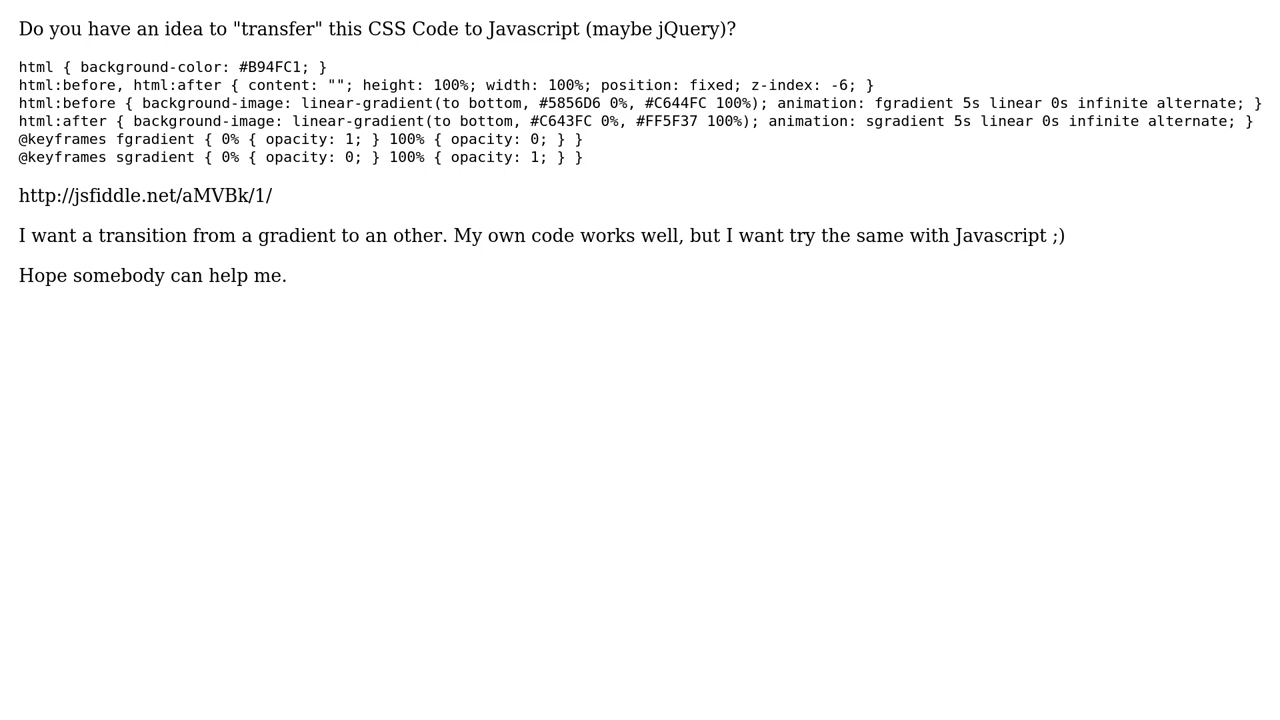 Do you have an idea to "transfer" this CSS Code to Javascript (maybe jQuery)?
html { background-color: #B94FC1; }
html:before, html:after { content: ""; height: 100%; width: 100%; position: fixed; z-index: -6; }
html:before { background-image: linear-gradient(to bottom, #5856D6 0%, #C644FC 100%); animation: fgradient 5s linear 0s infinite alternate; }
html:after { background-image: linear-gradient(to bottom, #C643FC 0%, #FF5F37 100%); animation: sgradient 5s linear 0s infinite alternate; }
@keyframes fgradient { 0% { opacity: 1; } 100% { opacity: 0; } }
@keyframes sgradient { 0% { opacity: 0; } 100% { opacity: 1; } }
http://jsfiddle.net/aMVBk/1/
I want a transition from a gradient to an other. My own code works well, but I want try the same with Javascript ;)
Hope somebody can help me.